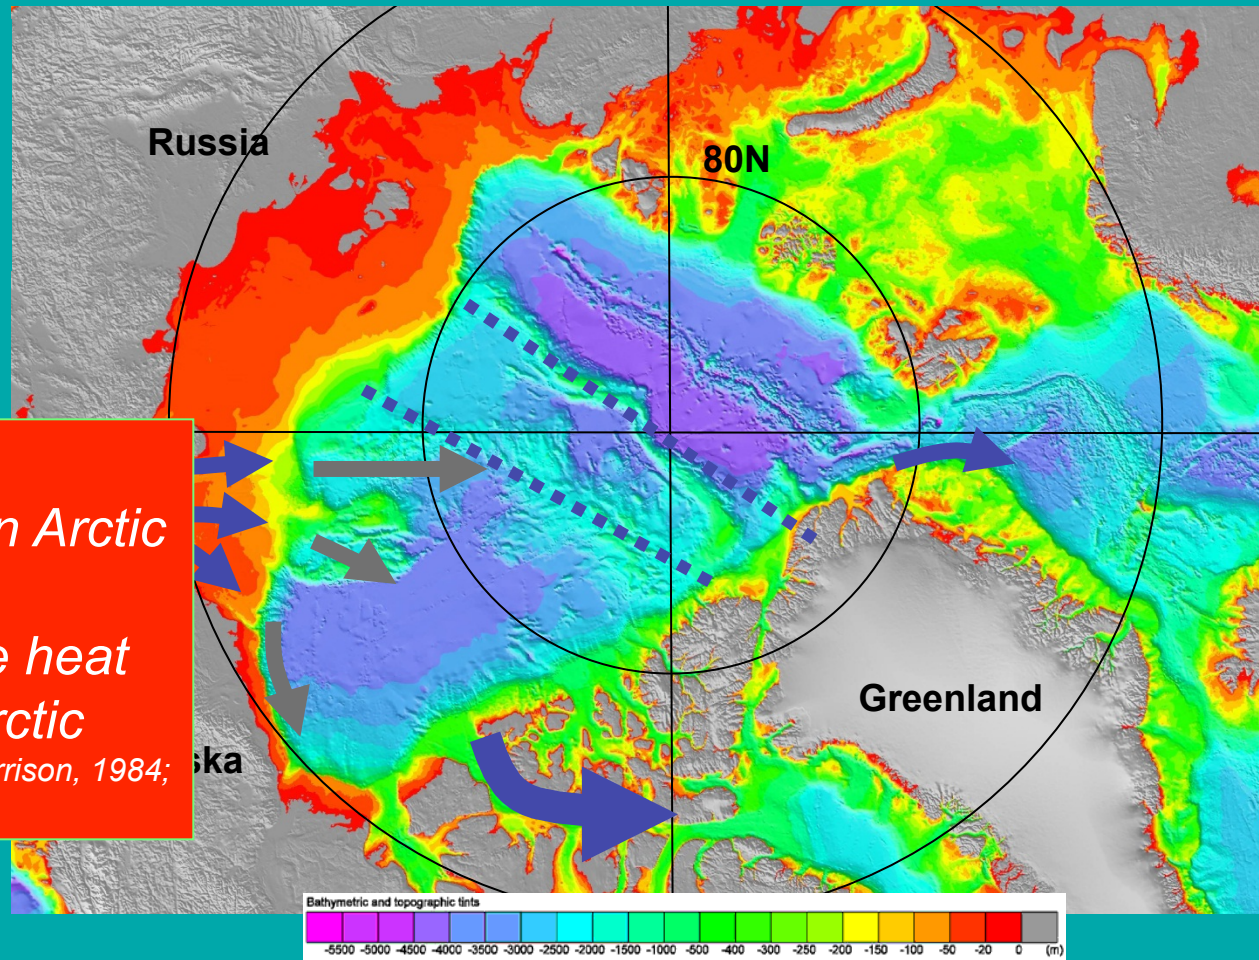 Russia
80N
n Arctic
e heat
rctic
rrison, 1984;
ska
Greenland
Bathymetric and topographic tints
-5500 -5000 -4500 -4000 -3500 -3000 -2500 -2000 -1500 -1000 -500 -400 -300 -250 -200 -150 -100 -50 -20 0 (m)